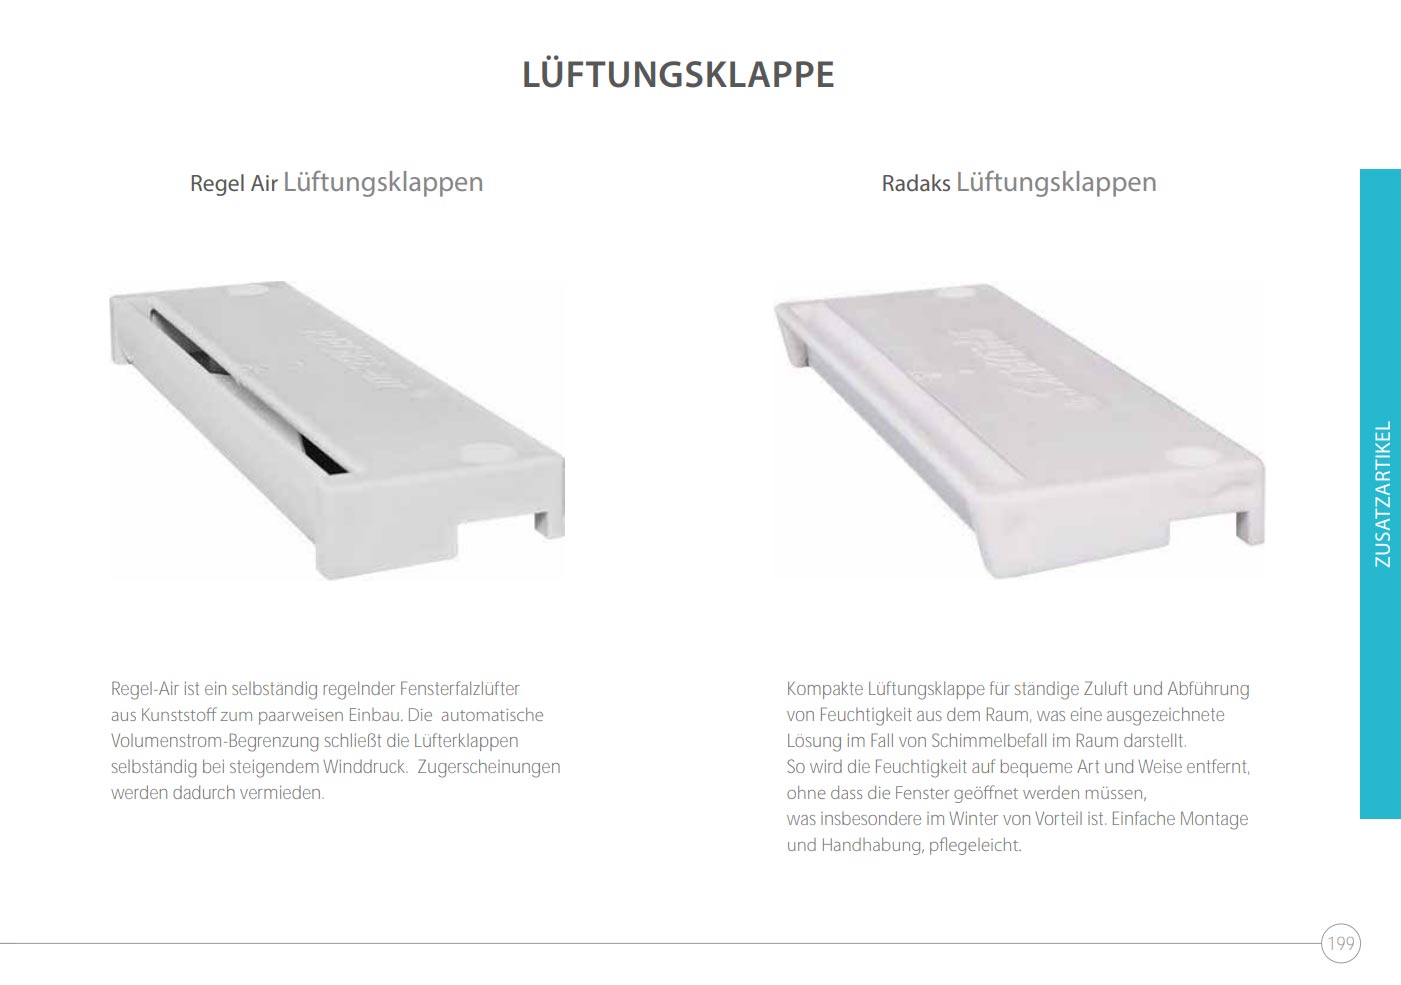 LÜFTUNGSKLAPPE
Regel Air Lüftungsklappen
Regel-Air ist ein selbständig regelnder Fensterfalzlüfter
aus Kunststoff zum paarweisen Einbau. Die automatische
Volumenstrom-Begrenzung schließt die Lüfterklappen
selbständig bei steigendem Winddruck. Zugerscheinungen
werden dadurch vermieden.
Radaks Lüftungsklappen
Kompakte Lüftungsklappe für ständige Zuluft und Abführung
von Feuchtigkeit aus dem Raum, was eine ausgezeichnete
Lösung im Fall von Schimmelbefall im Raum darstellt.
So wird die Feuchtigkeit auf bequeme Art und Weise entfernt,
ohne dass die Fenster geöffnet werden müssen,
was insbesondere im Winter von Vorteil ist. Einfache Montage
und Handhabung, pflegeleicht.
ZUSATZARTIKEL
199